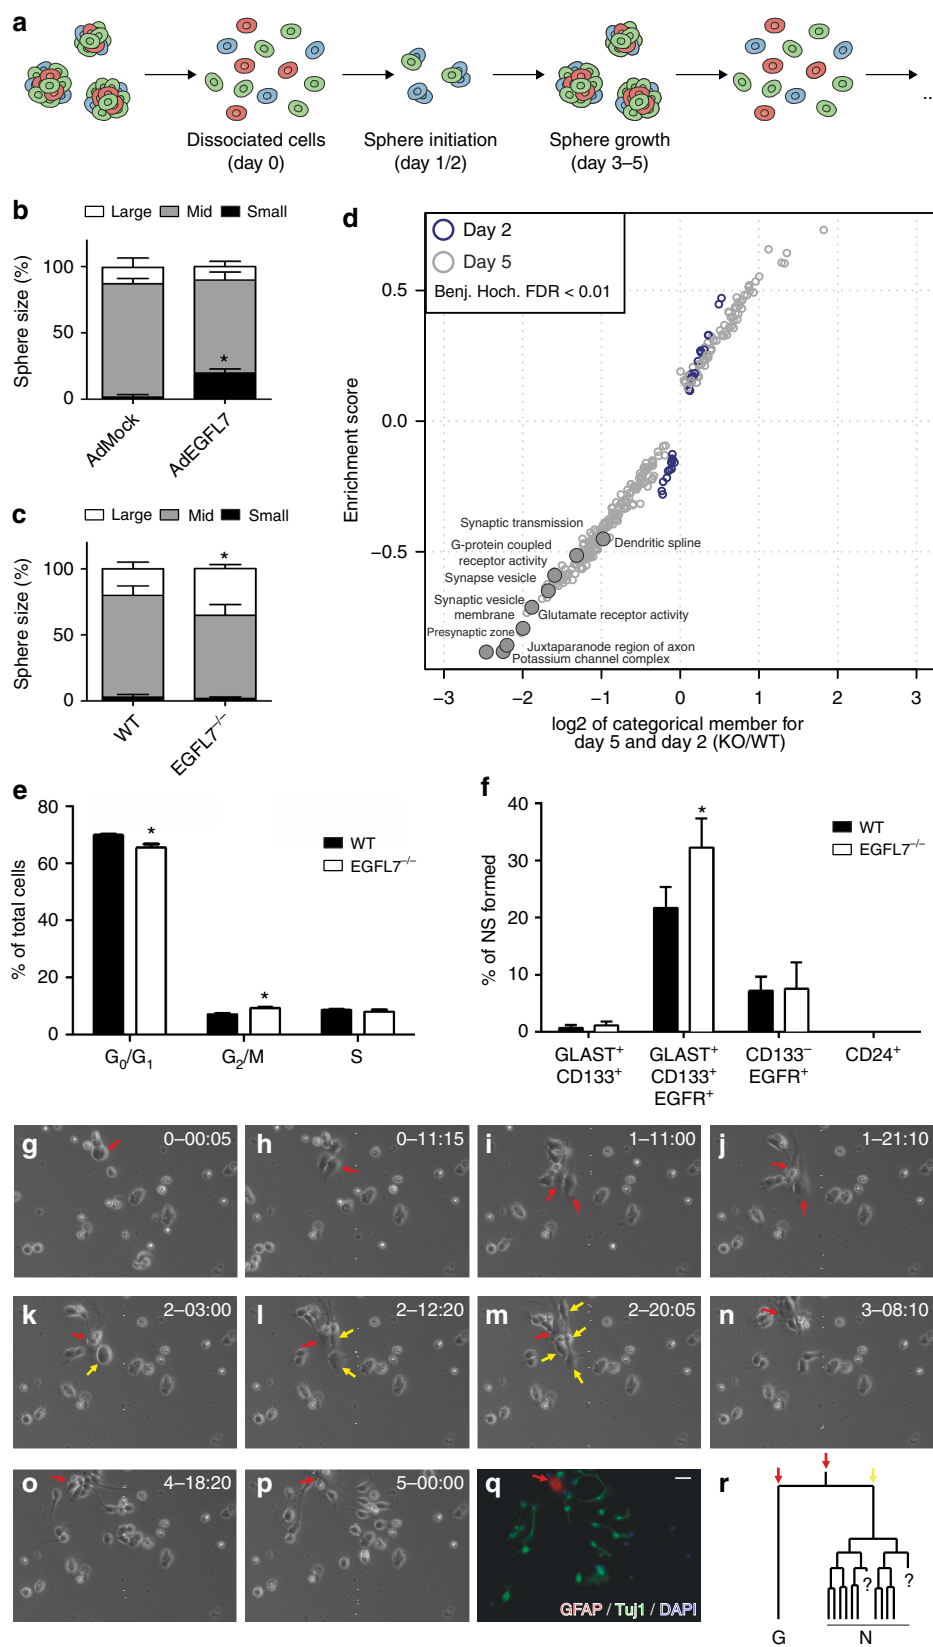 a
Dissociated cells
(day 0)
Sphere initiation
(day 1/2)
Sphere growth
(day 3–5)
..
b
Large Mid Small
Sphere size (%)
100
50
0
*
AdMock
AdEGFL7
c
Large Mid Small
Sphere size (%)
100
50
0
*
WT
EGFL7–/–
d
Day 2
Day 5
Benj. Hoch. FDR < 0.01
Enrichment score
0.5
0.0
−0.5
Synaptic transmission
Dendritic spline
G-protein coupled
receptor activity
Synapse vesicle
Synaptic vesicle
membrane
Glutamate receptor activity
Presynaptic zone
Juxtaparanode region of axon
Potassium channel complex
−3 −2 −1 0 1 2 3
log2 of categorical member for
day 5 and day 2 (KO/WT)
e
% of total cells
80
60
40
20
0
*
*
WT
EGFL7–/–
G0/G1 G2/M S
f
% of NS formed
40
30
20
10
0
*
WT
EGFL7–/–
GLAST+
CD133+
GLAST+
CD133+
EGFR+
CD133–
EGFR+
CD24+
g 0–00:05
h 0–11:15
i 1–11:00
j 1–21:10
k 2–03:00
l 2–12:20
m 2–20:05
n 3–08:10
o 4–18:20
p 5–00:00
q
GFAP / Tuj1 / DAPI
r
? ?
G N